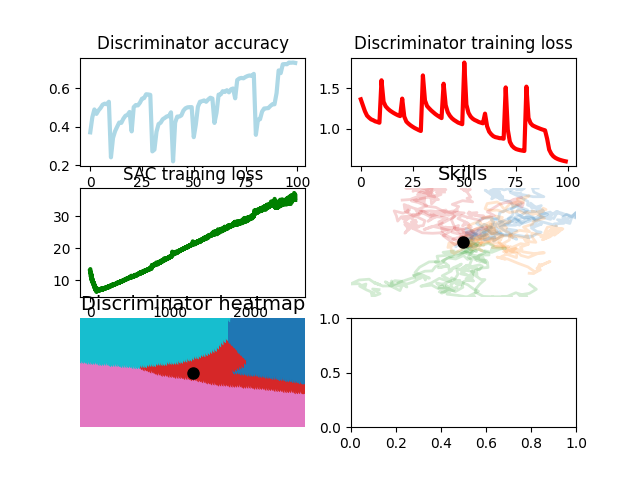 Discriminator accuracy
0.6
0.4
0.2
0 25 50 75 100
Discriminator training loss
1.5
1.0
0 25 50 75 100
SAC training loss
30
20
10
0 1000 2000
Skills
Discriminator heatmap
1.0
0.5
0.0
0.0 0.2 0.4 0.6 0.8 1.0